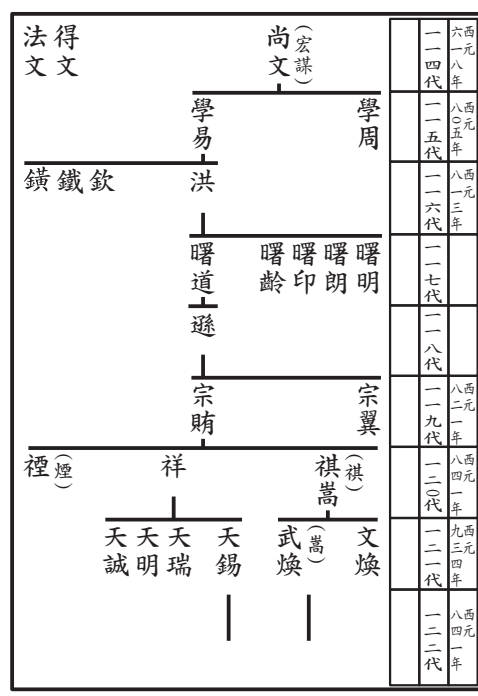 西元六一八年
一一四代
尚文
(宏謀)
得文
法文
西元八〇五年
一一五代
學周
學易
西元八一三年
一一六代
洪
欽
鐵
鐄
一一七代
曙明
曙朗
曙印
曙齡
曙道
一一八代
遜
西元八二一年
一一九代
宗翼
宗賄
西元八四一年
一二〇代
(祺)
祺嵩
祥
(煙)
禋
西元九三四年
一二一代
文煥
(嵩)
武煥
天錫
天瑞
天明
天誠
西元八四一年
一二二代